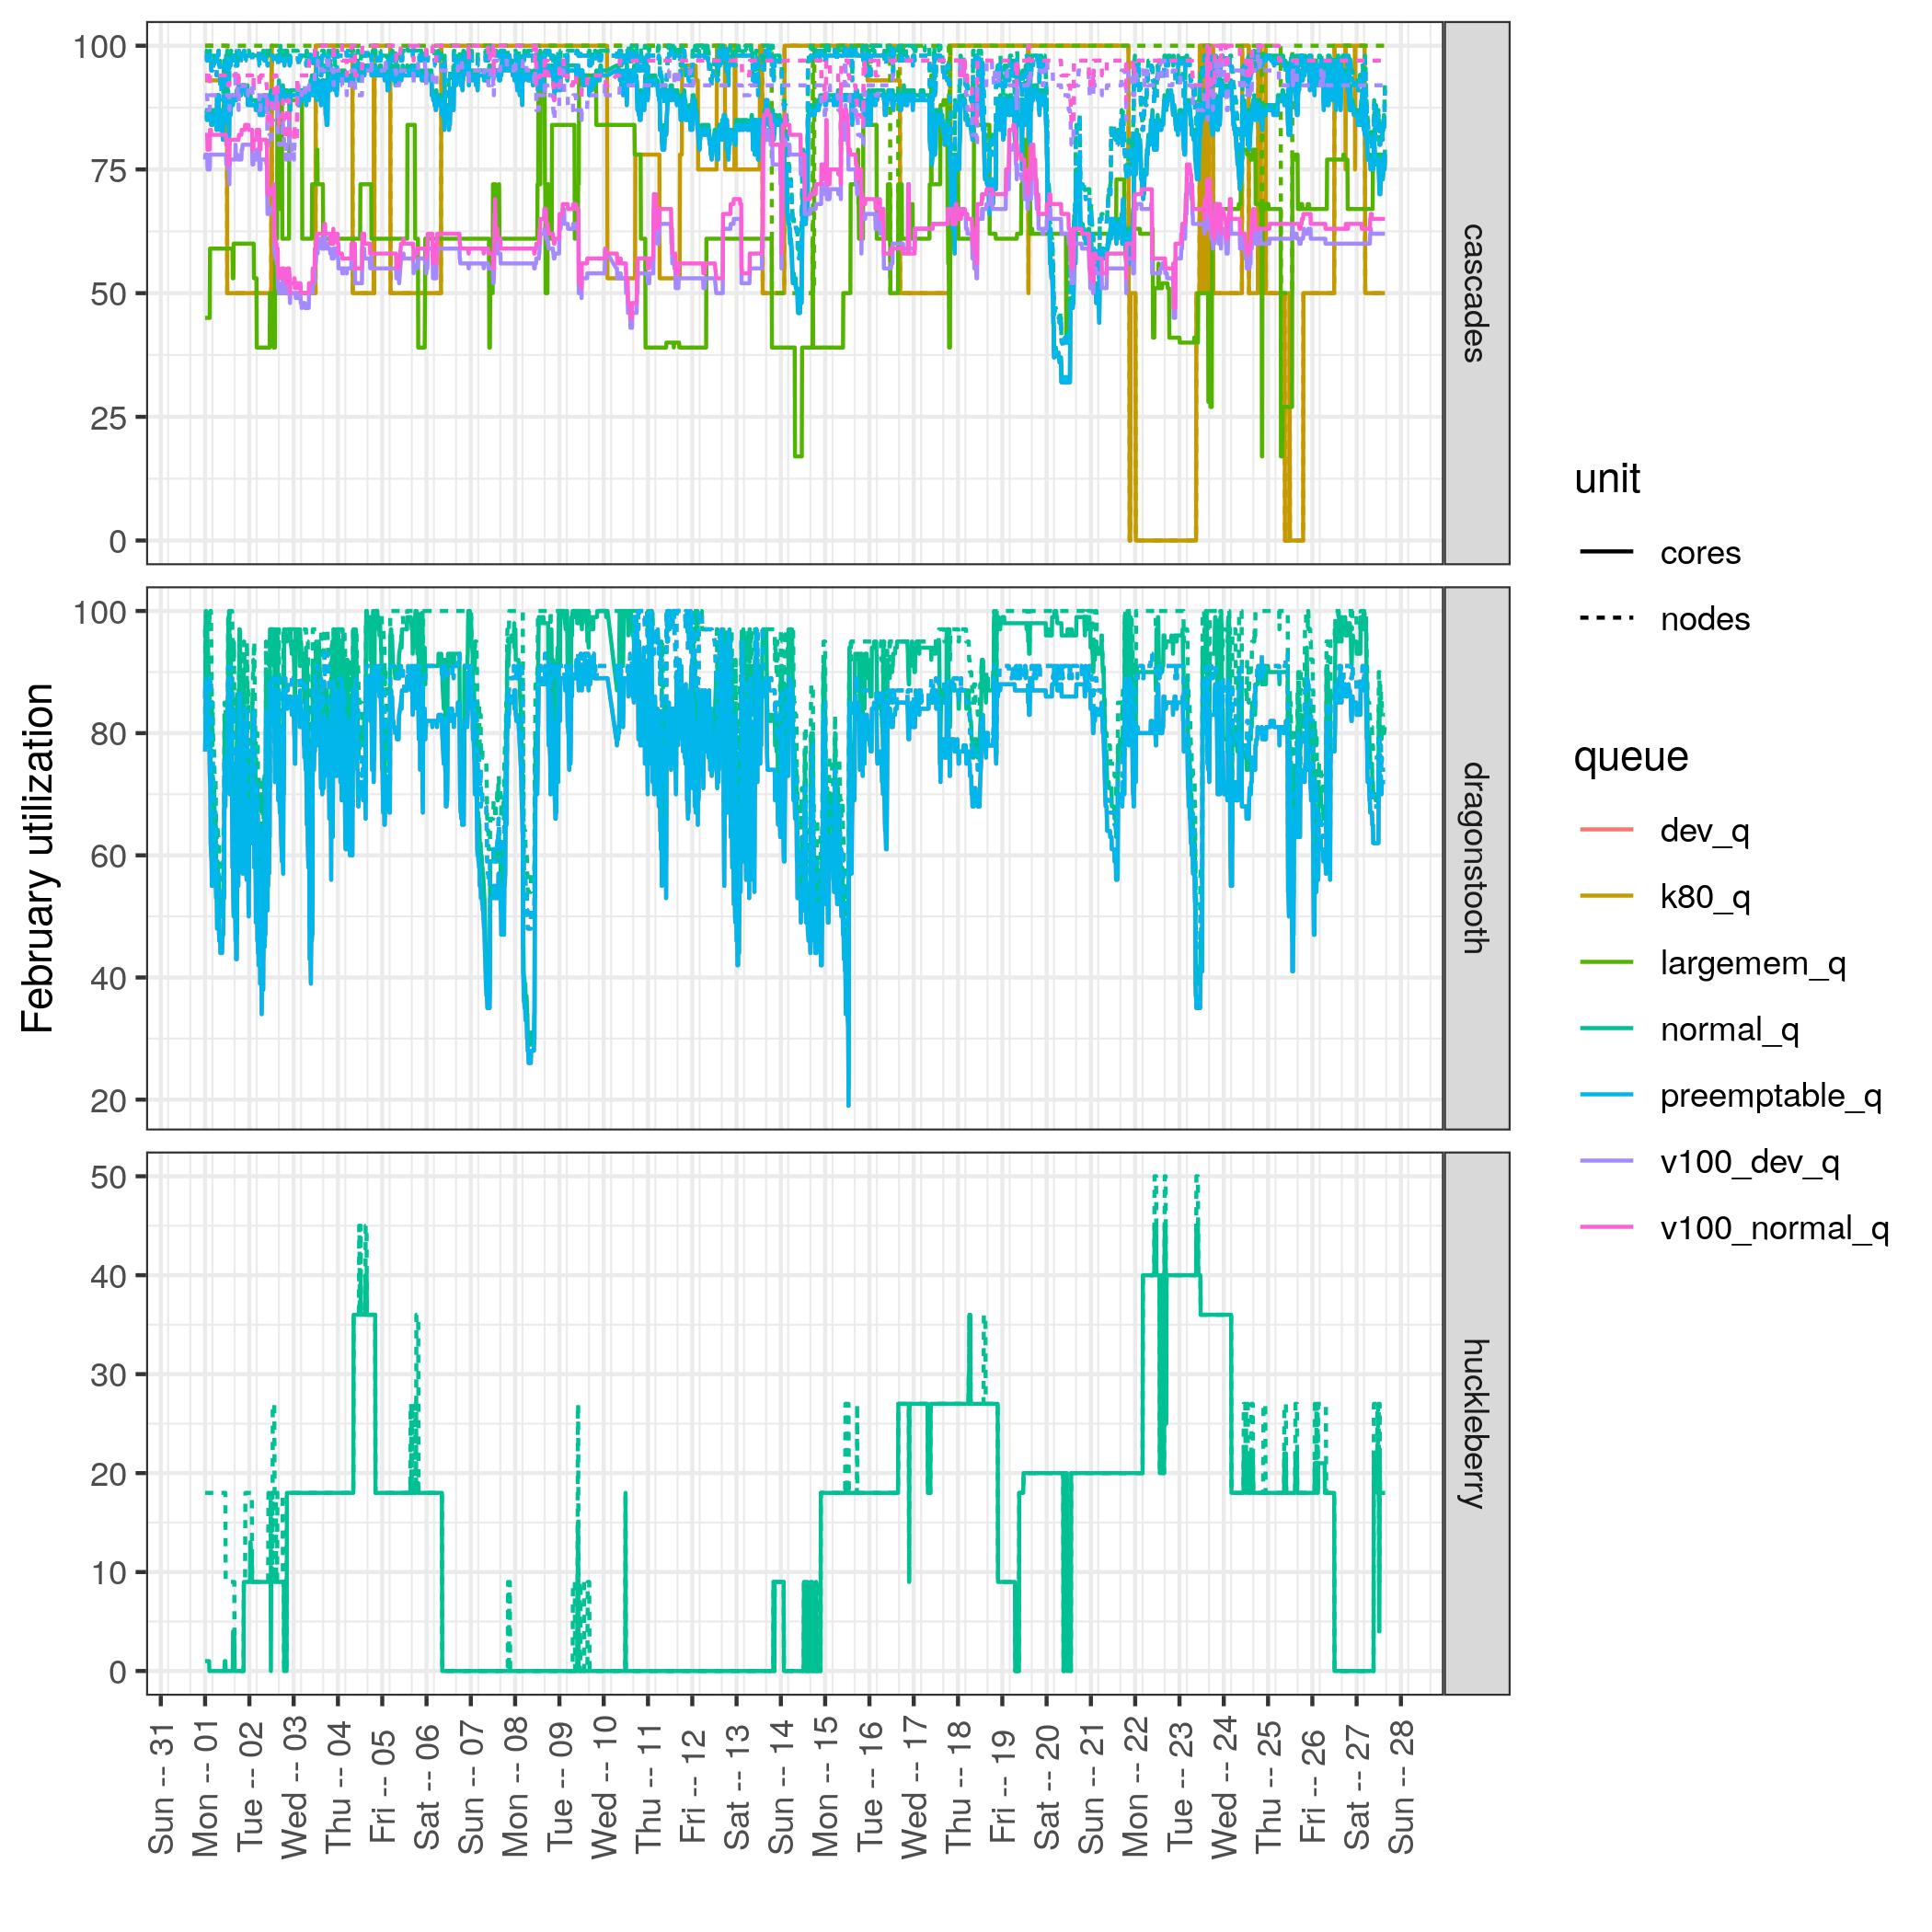 February utilization
100
75
50
25
0
cascades
100
80
60
40
20
dragonstooth
50
40
30
20
10
0
huckleberry
Sun -- 31
Mon -- 01
Tue -- 02
Wed -- 03
Thu -- 04
Fri -- 05
Sat -- 06
Sun -- 07
Mon -- 08
Tue -- 09
Wed -- 10
Thu -- 11
Fri -- 12
Sat -- 13
Sun -- 14
Mon -- 15
Tue -- 16
Wed -- 17
Thu -- 18
Fri -- 19
Sat -- 20
Sun -- 21
Mon -- 22
Tue -- 23
Wed -- 24
Thu -- 25
Fri -- 26
Sat -- 27
Sun -- 28
unit
cores
nodes
queue
dev_q
k80_q
largemem_q
normal_q
preemptable_q
v100_dev_q
v100_normal_q